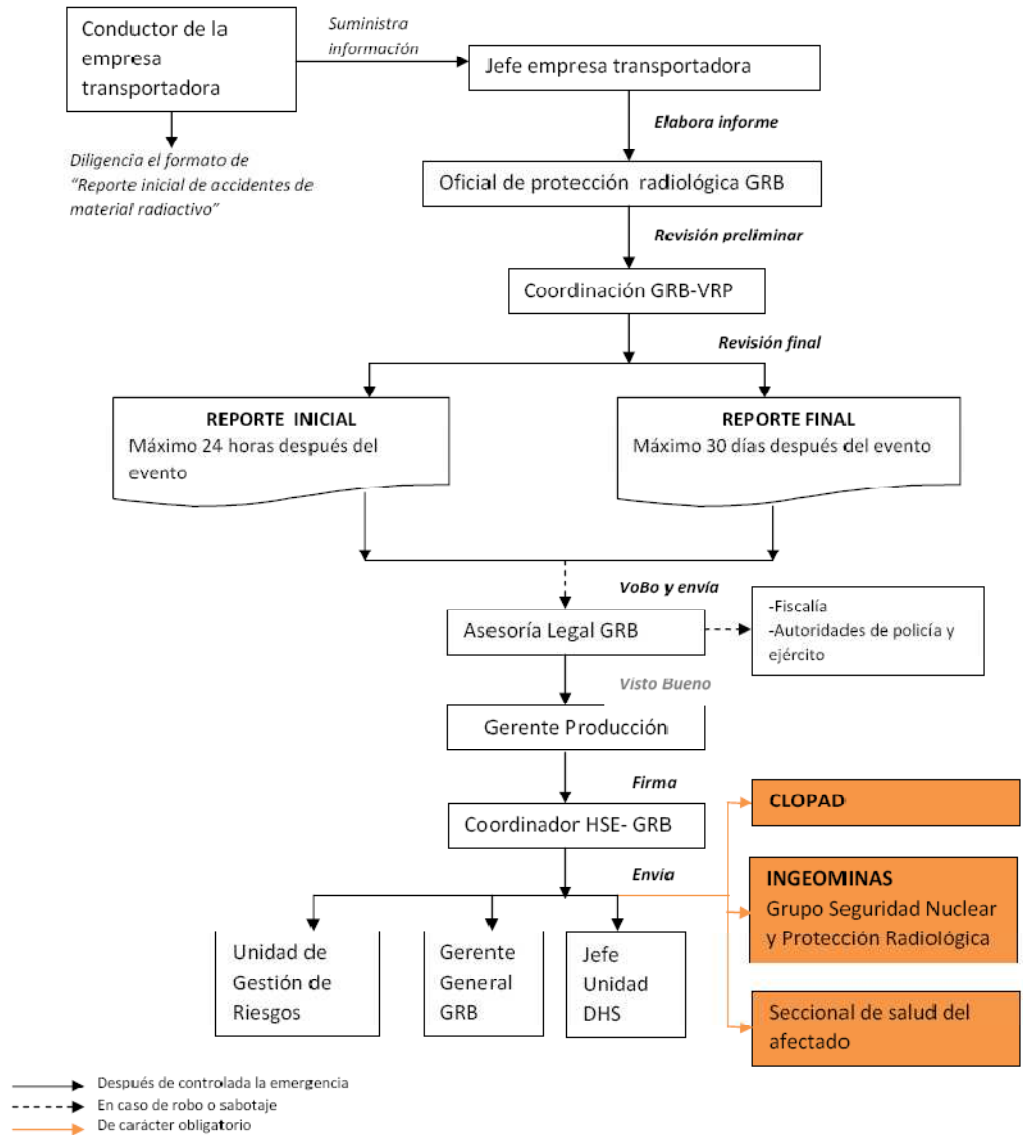 Conductor de la
empresa
transportadora
Suministra
información
Jefe empresa transportadora
Elabora informe
Diligencia el formato de
“Reporte inicial de accidentes de
material radiactivo”
Oficial de protección radiológica GRB
Revisión preliminar
Coordinación GRB-VRP
Revisión final
REPORTE INICIAL
Máximo 24 horas después del
evento
REPORTE FINAL
Máximo 30 días después del evento
VoBo y envía
Asesoría Legal GRB
-Fiscalía
-Autoridades de policía y
ejército
Visto Bueno
Gerente Producción
Firma
Coordinador HSE- GRB
Envía
CLOPAD
INGEOMINAS
Grupo Seguridad Nuclear
y Protección Radiológica
Seccional de salud del
afectado
Unidad de
Gestión de
Riesgos
Gerente
General
GRB
Jefe
Unidad
DHS
Después de controlada la emergencia
En caso de robo o sabotaje
De carácter obligatorio